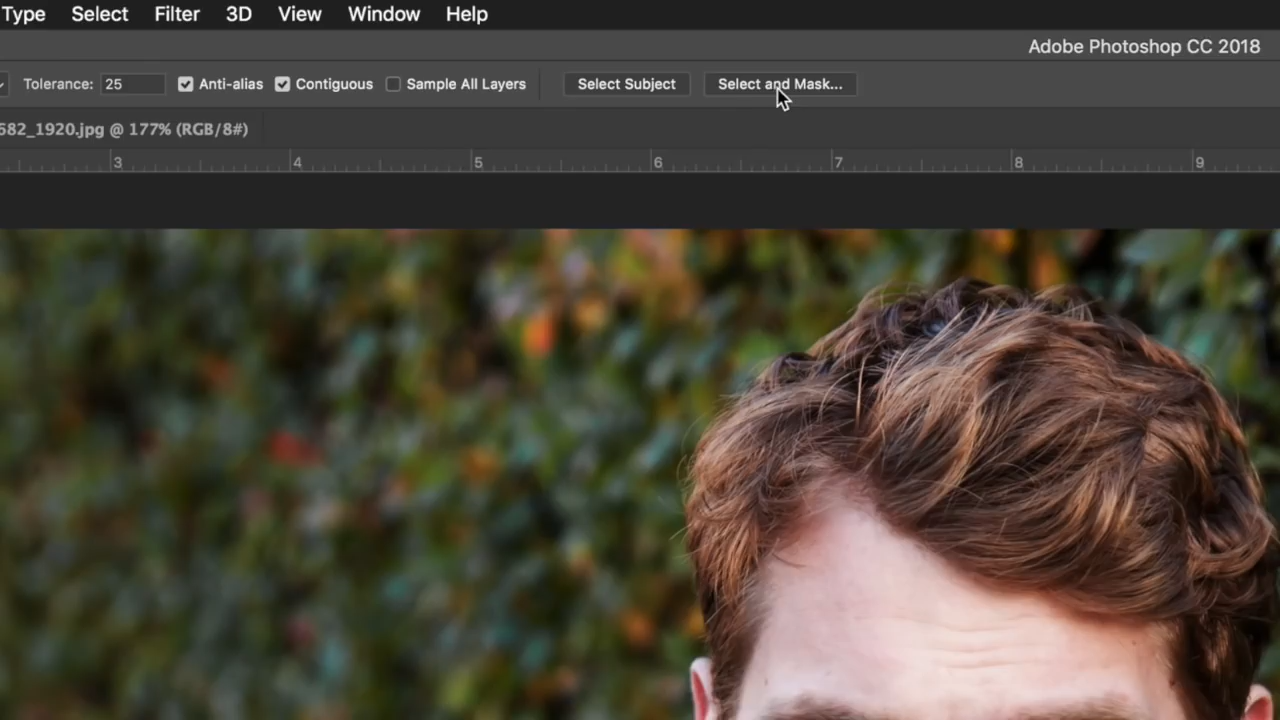 Type Select Filter 3D View Window Help
Adobe Photoshop CC 2018
Tolerance: 25 Anti-alias Contiguous Sample All Layers Select Subject Select and Mask...
582_1920.jpg @ 177% (RGB/8#)
3 4 5 6 7 8 9